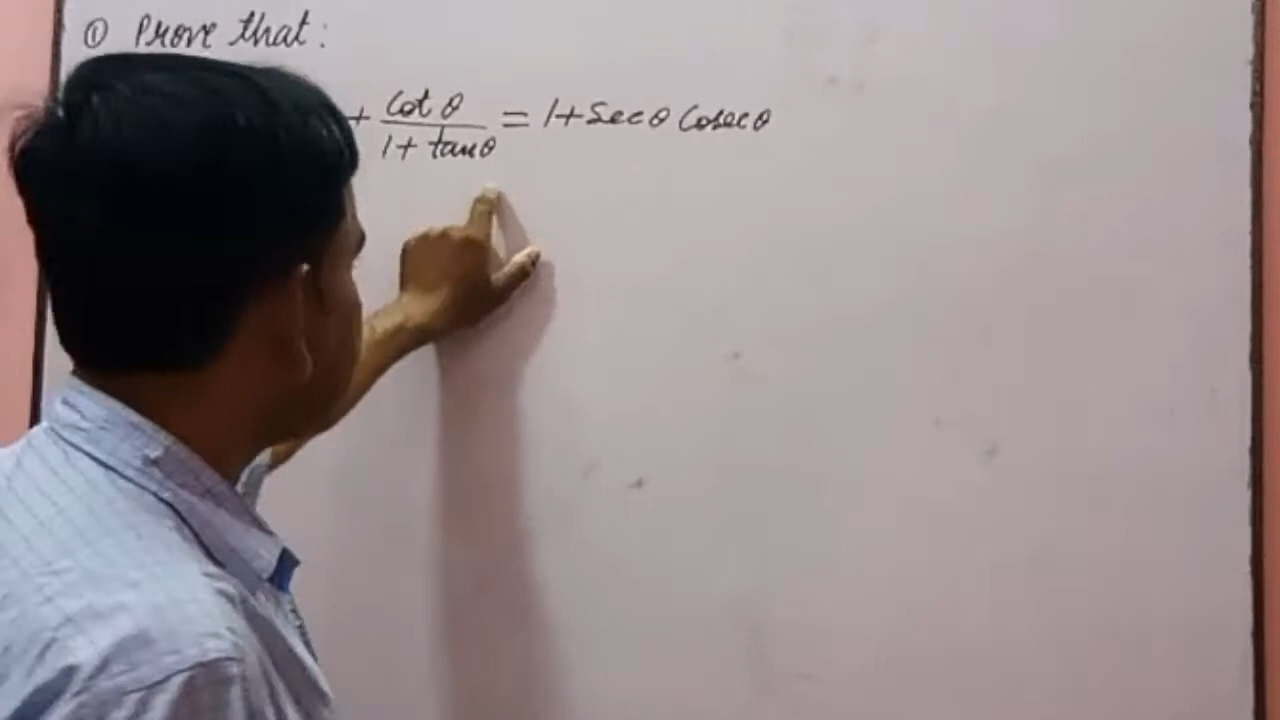 ① Prove that :
+ cot θ / 1 + tan θ = 1 + sec θ cosec θ